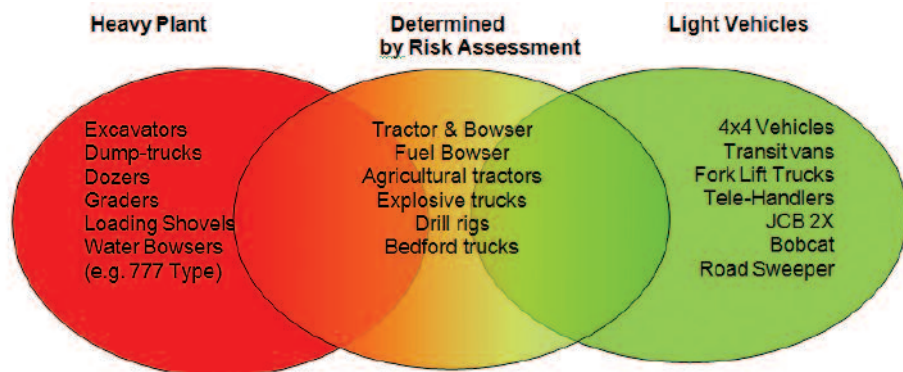 Heavy Plant
Excavators
Dump-trucks
Dozers
Graders
Loading Shovels
Water Bowsers
(e.g. 777 Type)
Determined
by Risk Assessment
Tractor & Bowser
Fuel Bowser
Agricultural tractors
Explosive trucks
Drill rigs
Bedford trucks
Light Vehicles
4x4 Vehicles
Transit vans
Fork Lift Trucks
Tele-Handlers
JCB 2X
Bobcat
Road Sweeper